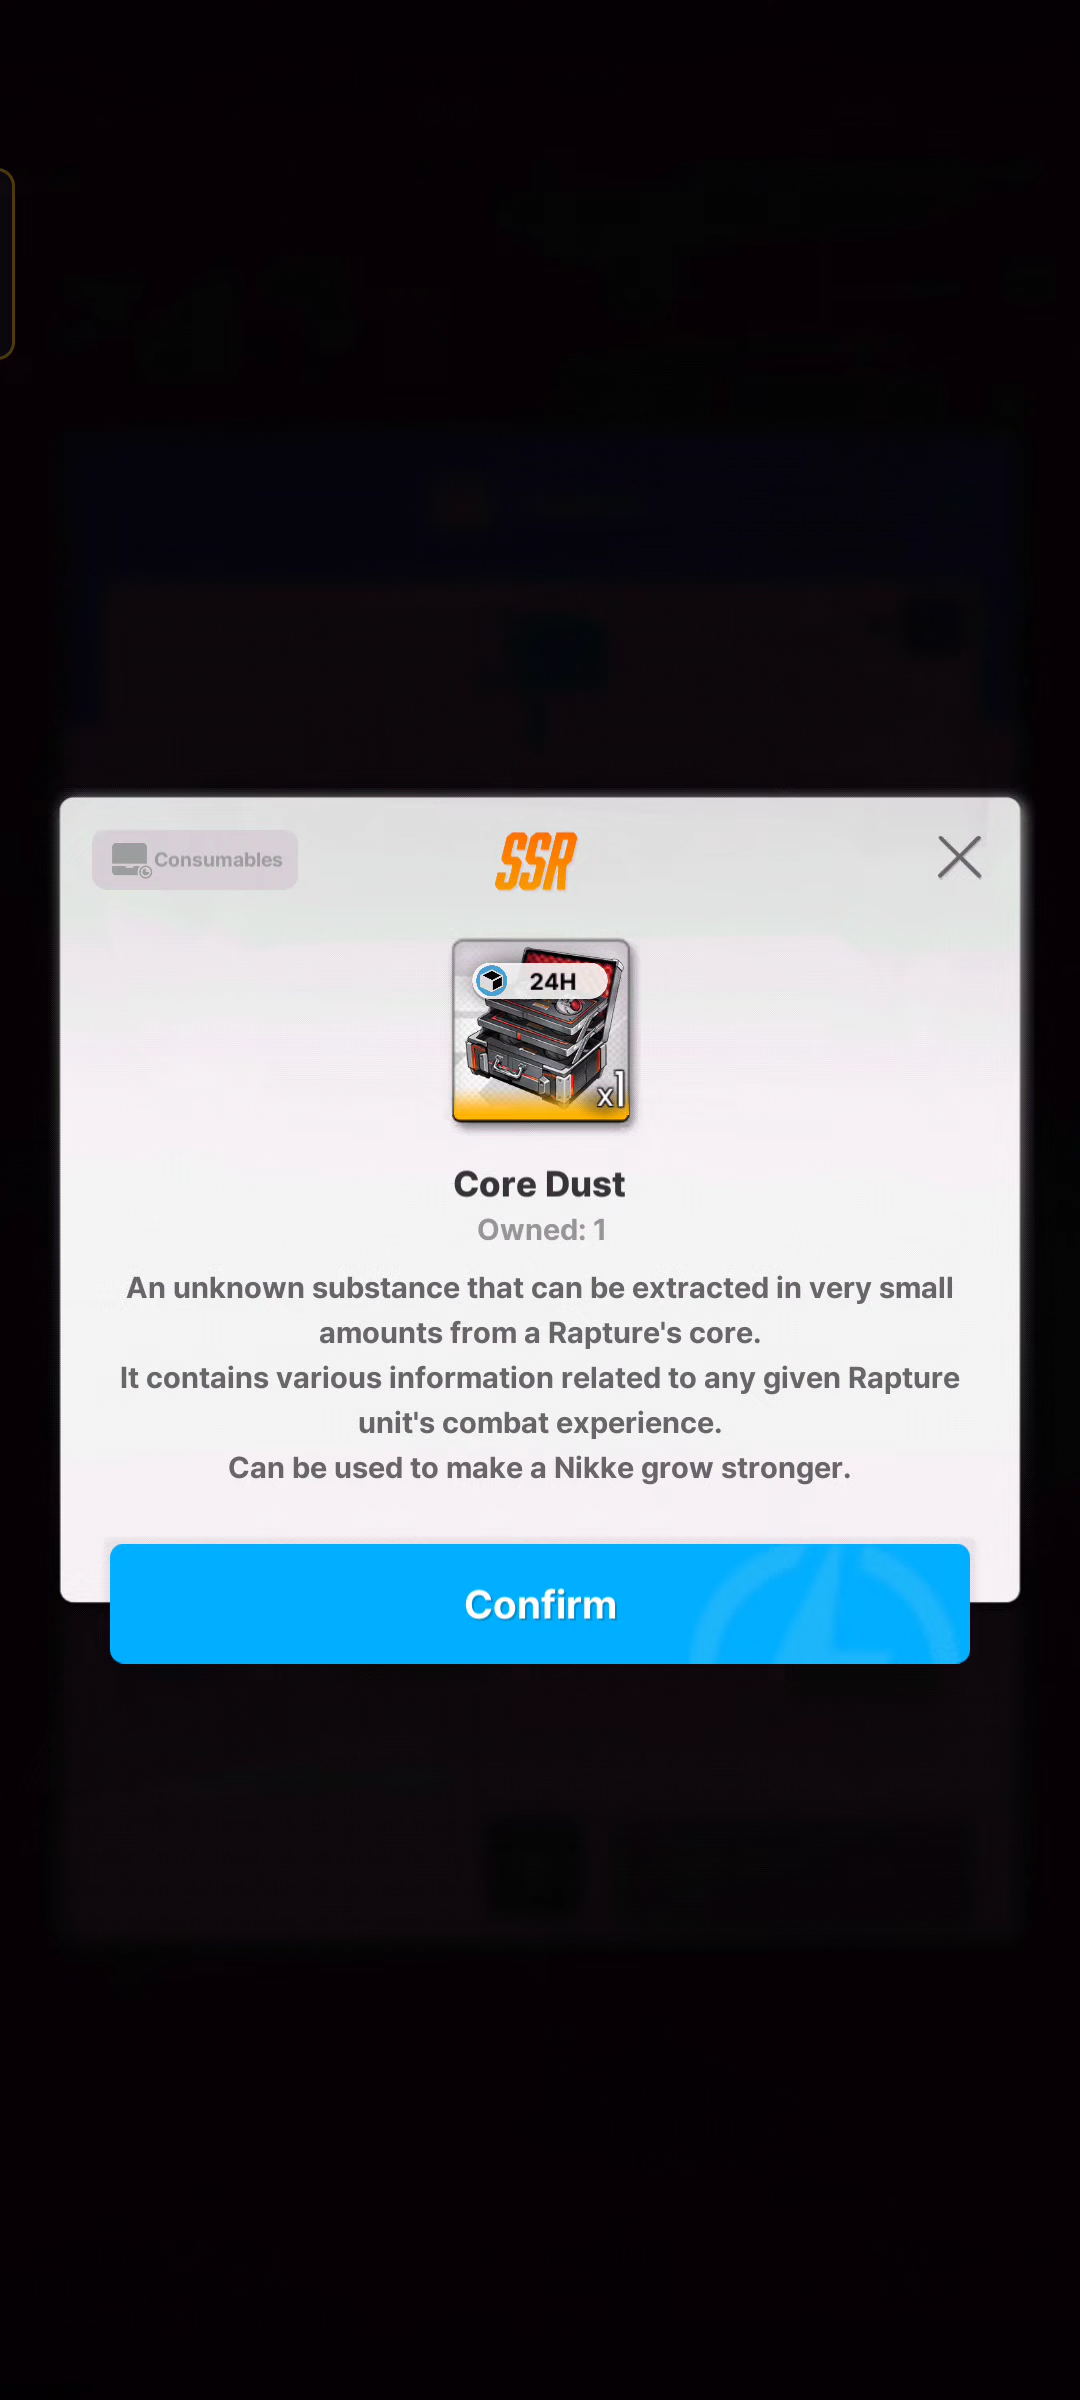 Consumables
SSR
24H
x1
Core Dust
Owned: 1
An unknown substance that can be extracted in very small
amounts from a Rapture's core.
It contains various information related to any given Rapture
unit's combat experience.
Can be used to make a Nikke grow stronger.
Confirm